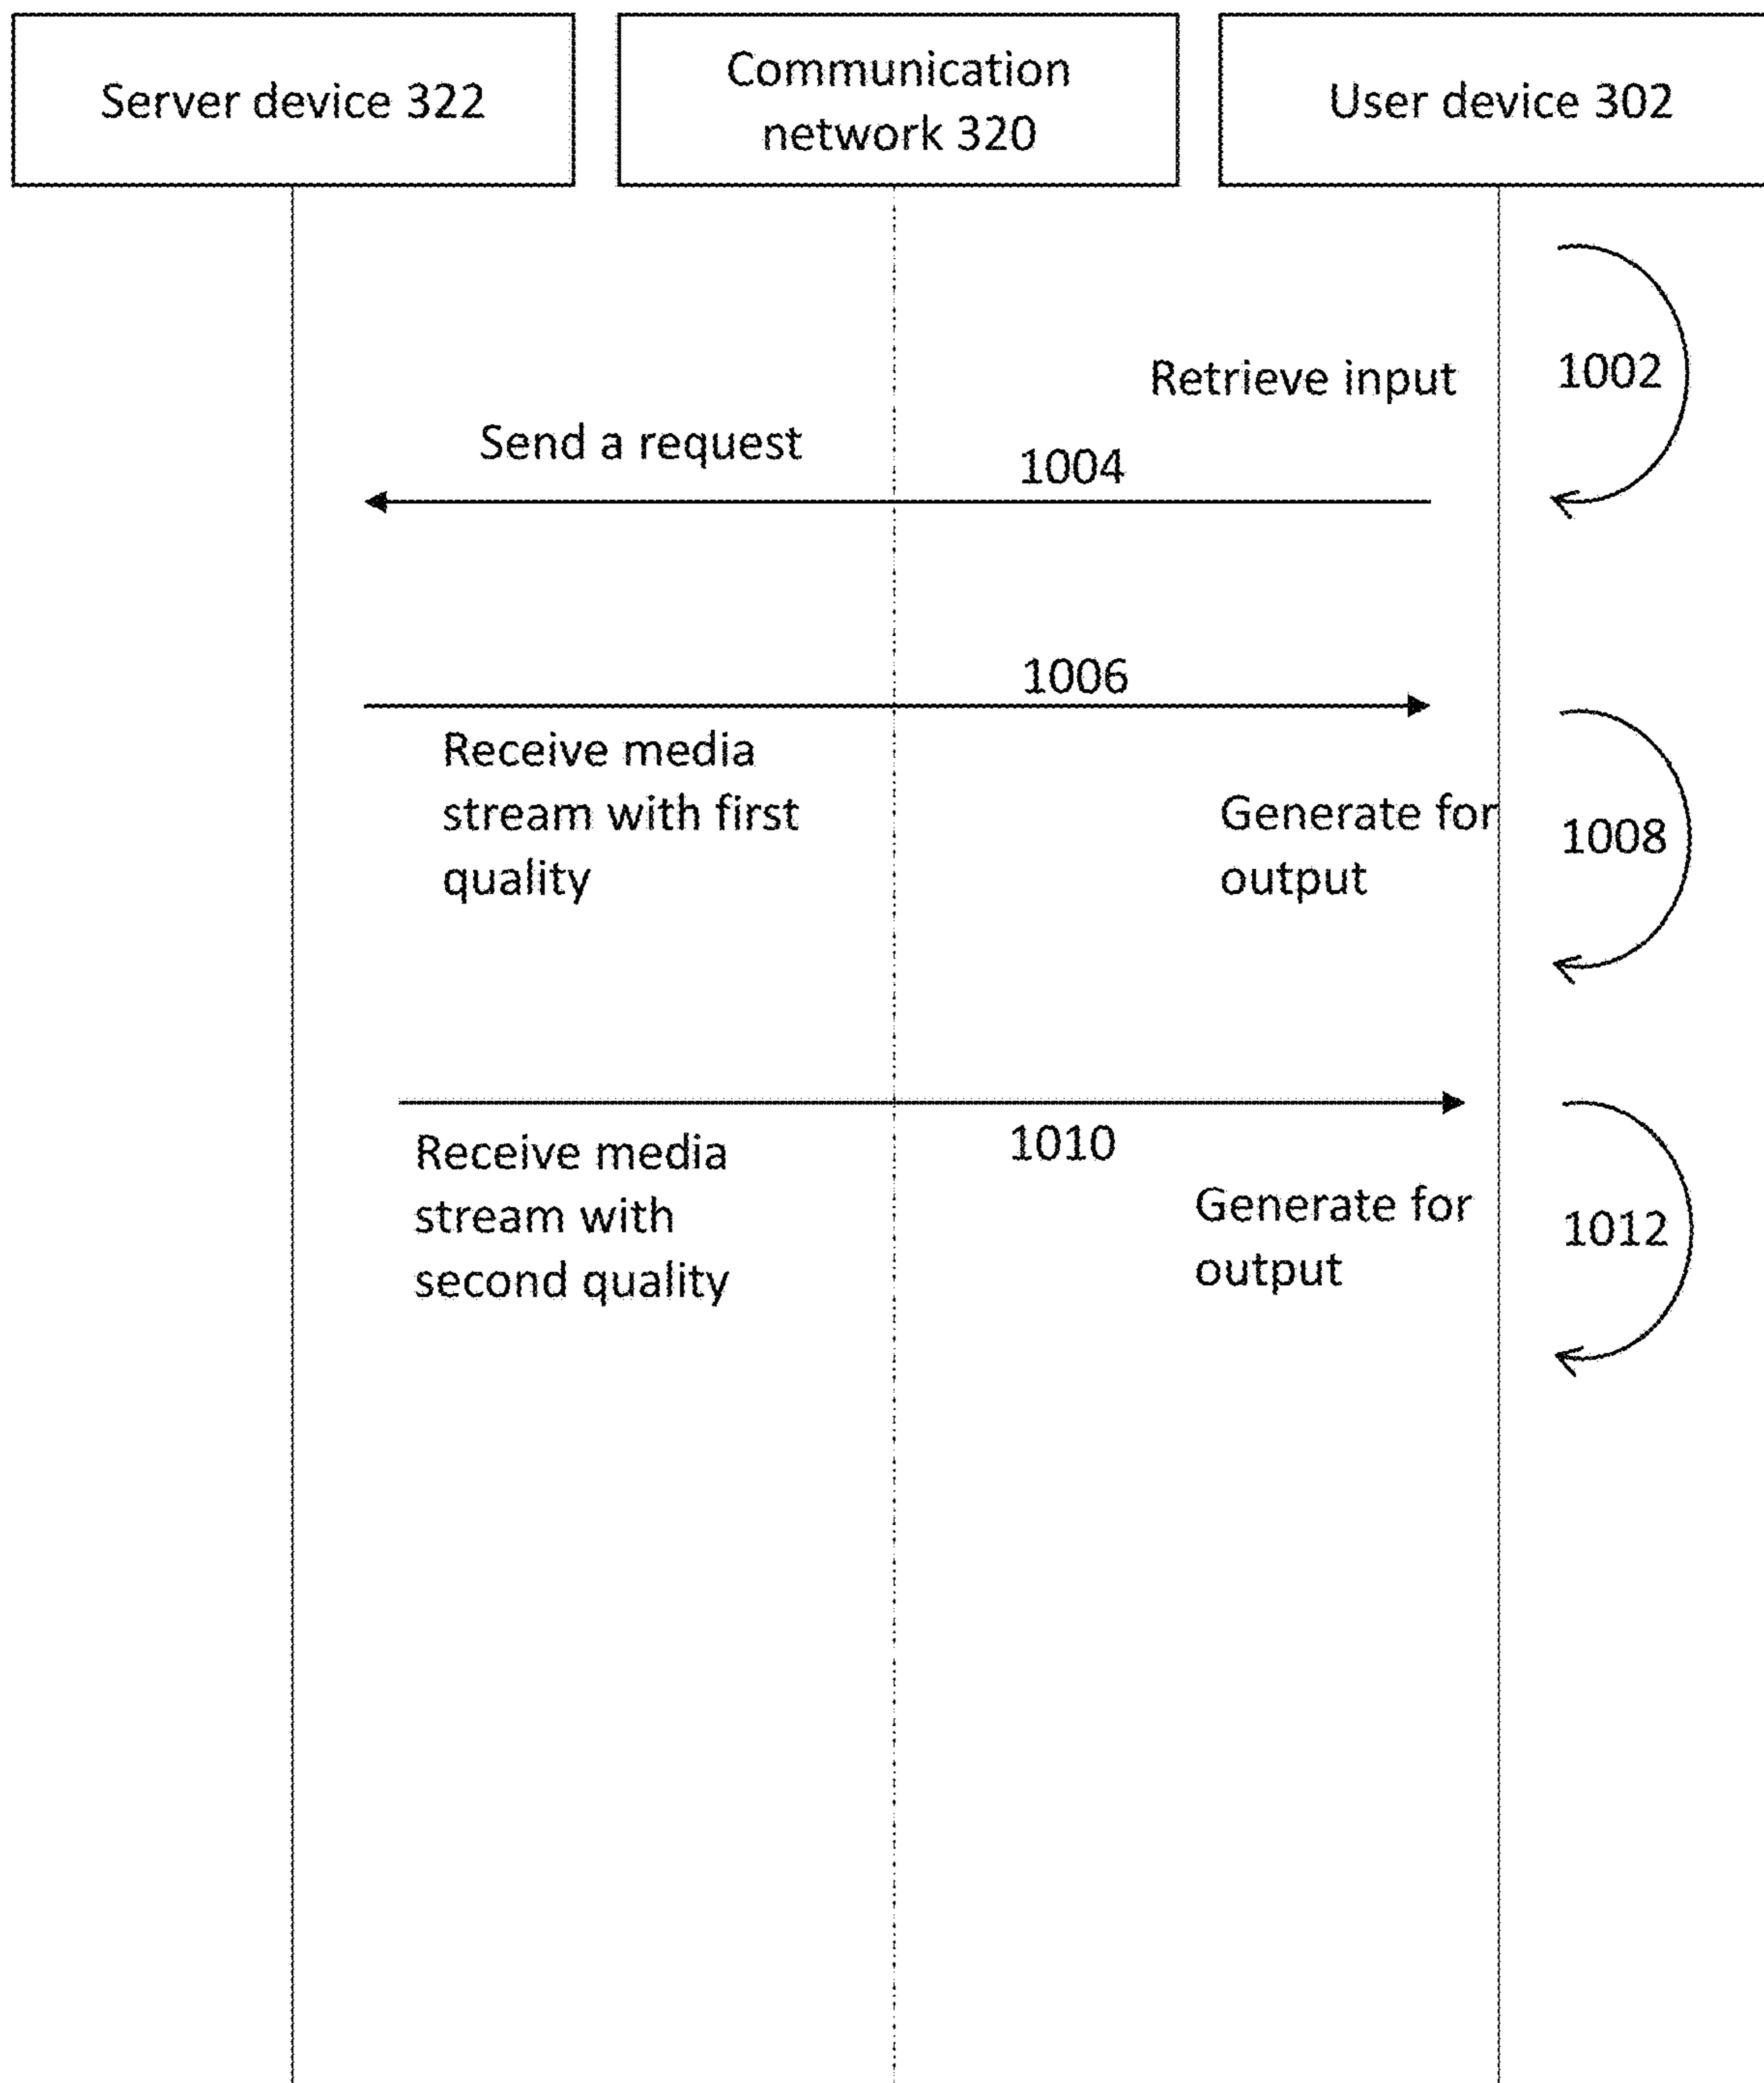 Server device 322
Communication
network 320
User device 302
Retrieve input
1002
Send a request
1004
1006
Receive media
stream with first
quality
Generate for
output
1008
1010
Receive media
stream with
second quality
Generate for
output
1012